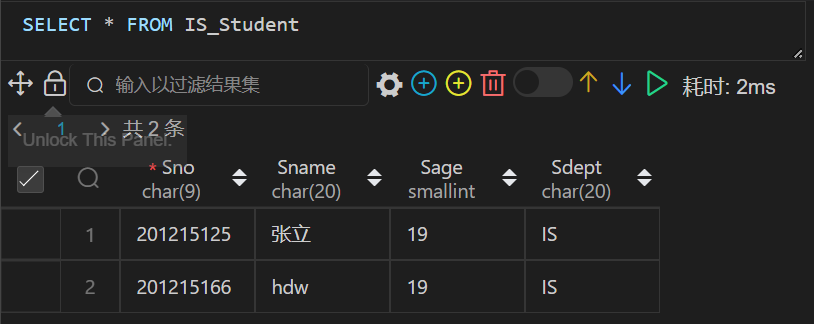 SELECT * FROM IS_Student
输入以过滤结果集 耗时: 2ms
1 共 2 条
Unlock This Panel.
* Sno Sname Sage Sdept
char(9) char(20) smallint char(20)
1 201215125 张立 19 IS
2 201215166 hdw 19 IS